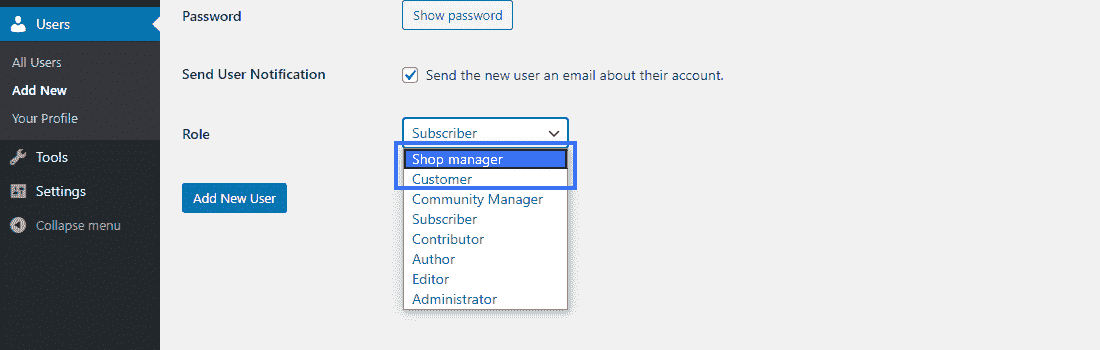 Users
All Users
Add New
Your Profile
Tools
Settings
Collapse menu
Password
Show password
Send User Notification
Send the new user an email about their account.
Role
Subscriber
Shop manager
Customer
Community Manager
Subscriber
Contributor
Author
Editor
Administrator
Add New User